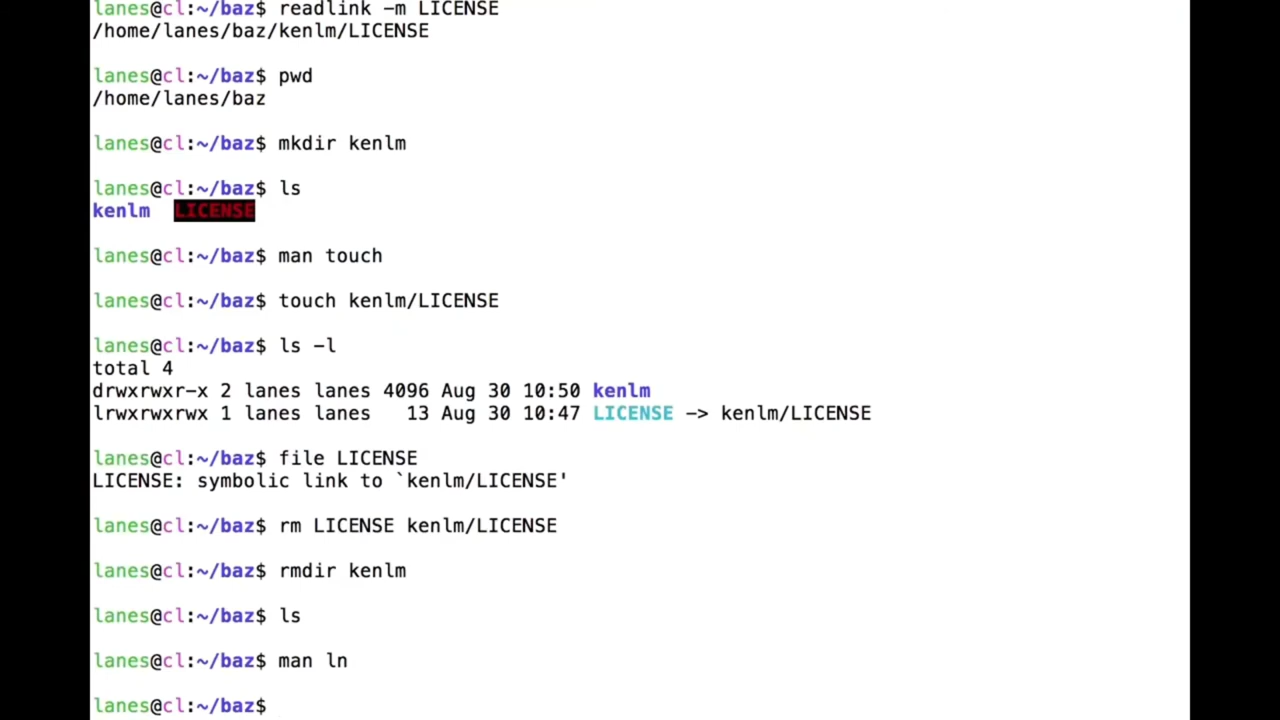 lanes@cl:~/baz$ readlink -m LICENSE
/home/lanes/baz/kenlm/LICENSE
lanes@cl:~/baz$ pwd
/home/lanes/baz
lanes@cl:~/baz$ mkdir kenlm
lanes@cl:~/baz$ ls
kenlm  LICENSE
lanes@cl:~/baz$ man touch
lanes@cl:~/baz$ touch kenlm/LICENSE
lanes@cl:~/baz$ ls -l
total 4
drwxrwxr-x 2 lanes lanes 4096 Aug 30 10:50 kenlm
lrwxrwxrwx 1 lanes lanes   13 Aug 30 10:47 LICENSE -> kenlm/LICENSE
lanes@cl:~/baz$ file LICENSE
LICENSE: symbolic link to `kenlm/LICENSE'
lanes@cl:~/baz$ rm LICENSE kenlm/LICENSE
lanes@cl:~/baz$ rmdir kenlm
lanes@cl:~/baz$ ls
lanes@cl:~/baz$ man ln
lanes@cl:~/baz$